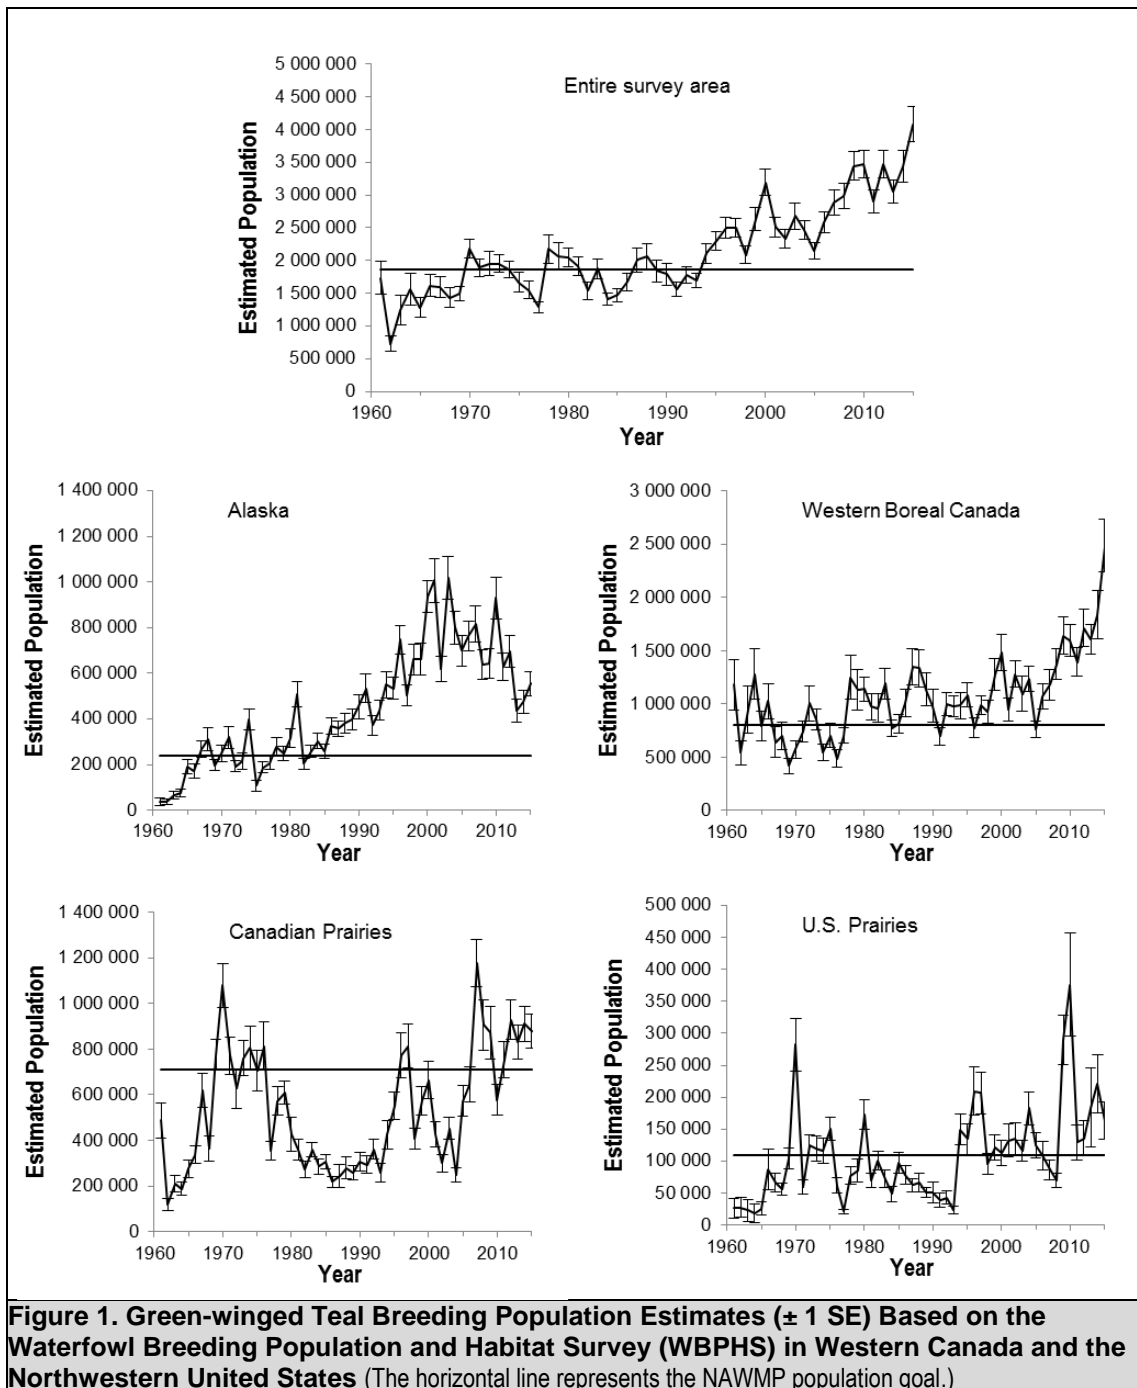 Entire survey area
5 000 000
4 500 000
4 000 000
3 500 000
3 000 000
2 500 000
2 000 000
1 500 000
1 000 000
500 000
0
Estimated Population
1960 1970 1980 1990 2000 2010
Year
Alaska
1 400 000
1 200 000
1 000 000
800 000
600 000
400 000
200 000
0
Estimated Population
1960 1970 1980 1990 2000 2010
Year
Western Boreal Canada
3 000 000
2 500 000
2 000 000
1 500 000
1 000 000
500 000
0
Estimated Population
1960 1970 1980 1990 2000 2010
Year
Canadian Prairies
1 400 000
1 200 000
1 000 000
800 000
600 000
400 000
200 000
0
Estimated Population
1960 1970 1980 1990 2000 2010
Year
U.S. Prairies
500 000
450 000
400 000
350 000
300 000
250 000
200 000
150 000
100 000
50 000
0
Estimated Population
1960 1970 1980 1990 2000 2010
Year
Figure 1. Green-winged Teal Breeding Population Estimates (± 1 SE) Based on the
Waterfowl Breeding Population and Habitat Survey (WBPHS) in Western Canada and the
Northwestern United States (The horizontal line represents the NAWMP population goal.)